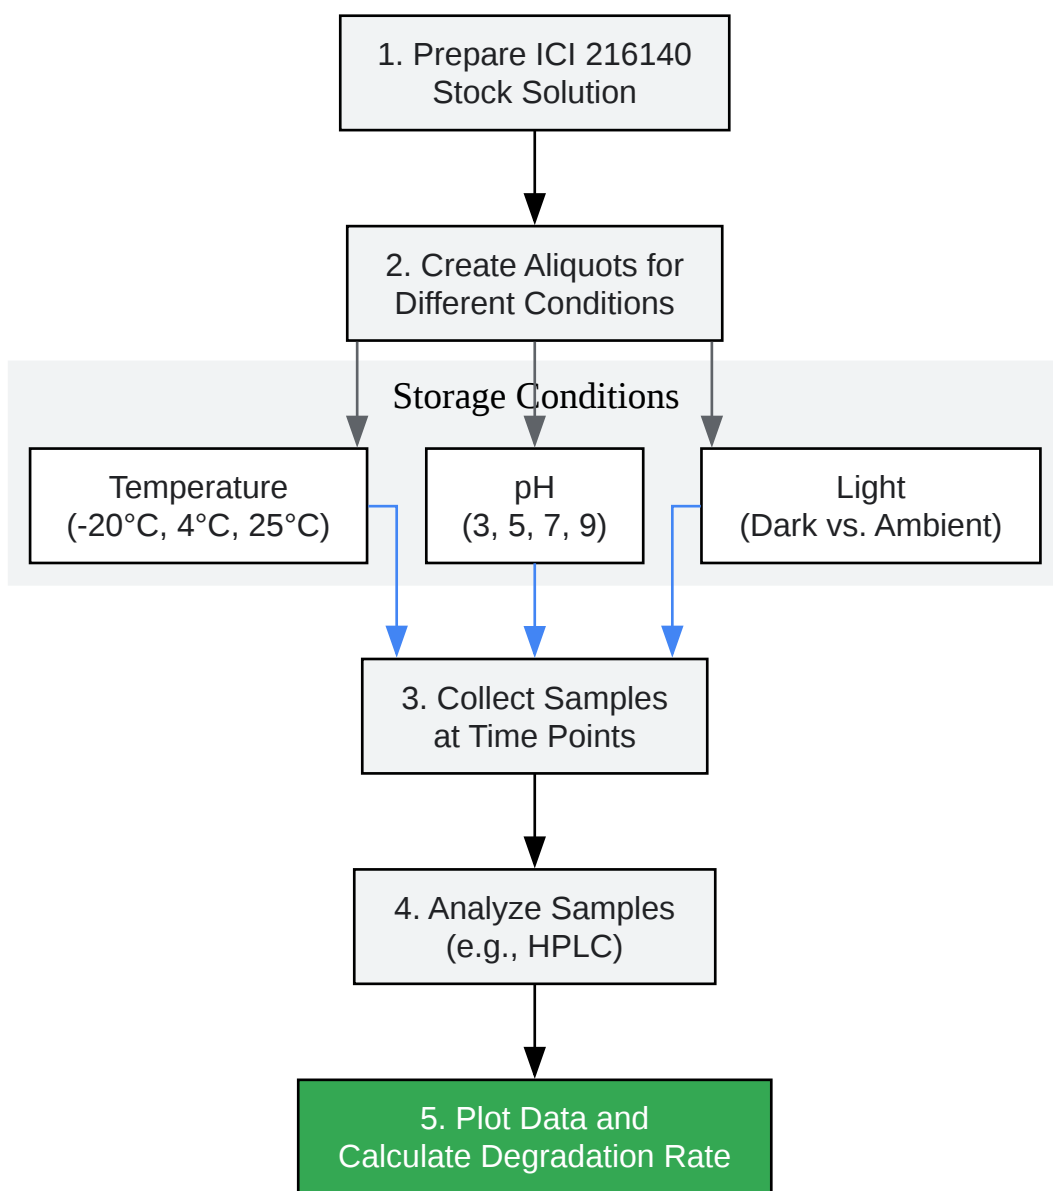 1. Prepare ICI 216140
Stock Solution
2. Create Aliquots for
Different Conditions
Storage Conditions
Temperature
(-20°C, 4°C, 25°C)
pH
(3, 5, 7, 9)
Light
(Dark vs. Ambient)
3. Collect Samples
at Time Points
4. Analyze Samples
(e.g., HPLC)
5. Plot Data and
Calculate Degradation Rate